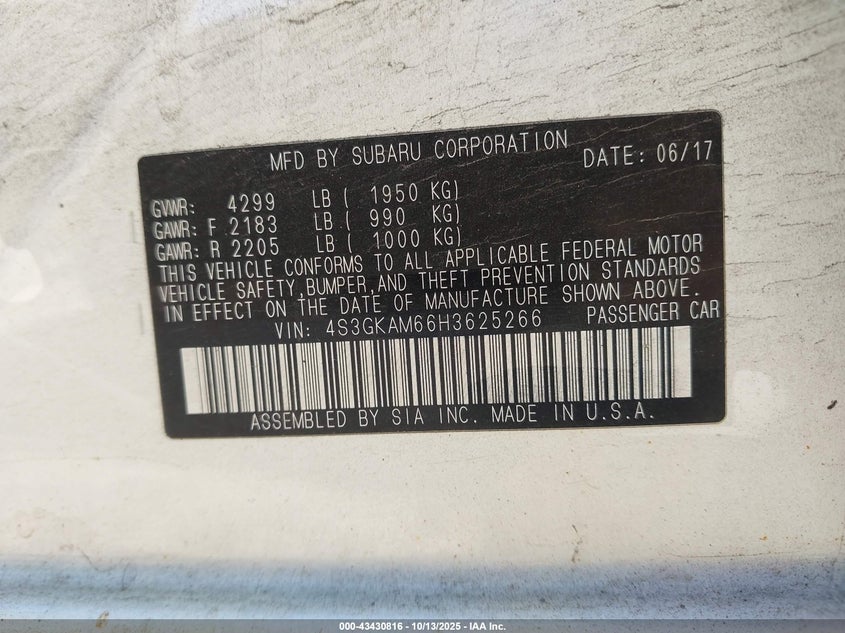 MFD BY SUBARU CORPORATION DATE: 06/17
GVWR: 4299 LB ( 1950 KG)
GAWR: F 2183 LB ( 990 KG)
GAWR: R 2205 LB ( 1000 KG)
THIS VEHICLE CONFORMS TO ALL APPLICABLE FEDERAL MOTOR
VEHICLE SAFETY,BUMPER,AND THEFT PREVENTION STANDARDS
IN EFFECT ON THE DATE OF MANUFACTURE SHOWN ABOVE.
VIN: 4S3GKAM66H3625266 PASSENGER CAR
ASSEMBLED BY SIA INC. MADE IN U.S.A.
000-43430816 - 10/13/2025 - IAA Inc.